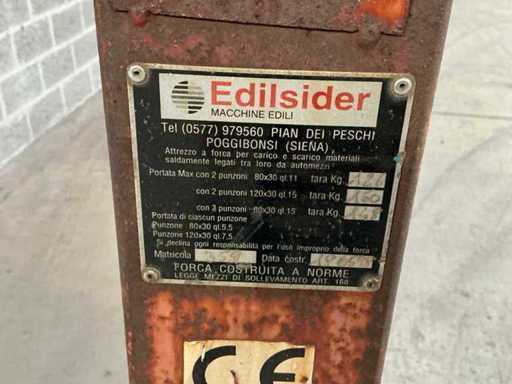 Edilsider
MACCHINE EDILI
Tel (0577) 979560 PIAN DEI PESCHI
POGGIBONSI (SIENA)
Attrezzo a forca per carico e scarico materiali
saldamente legati tra loro da automezzi
Portata Max con 2 punzoni 80x30 ql.11 tara Kg.
con 2 punzoni 120x30 ql.15 tara Kg. 160
con 3 punzoni 80x30 ql.15 tara Kg.
Portata di ciascun punzone
Punzone 80x30 ql.5.5
Punzone 120x30 ql.7.5
Si declina ogni responsabilità per l'uso improprio della forca
Matricola Data costr.
FORCA COSTRUITA A NORME
LEGGE MEZZI DI SOLLEVAMENTO ART. 168
CE